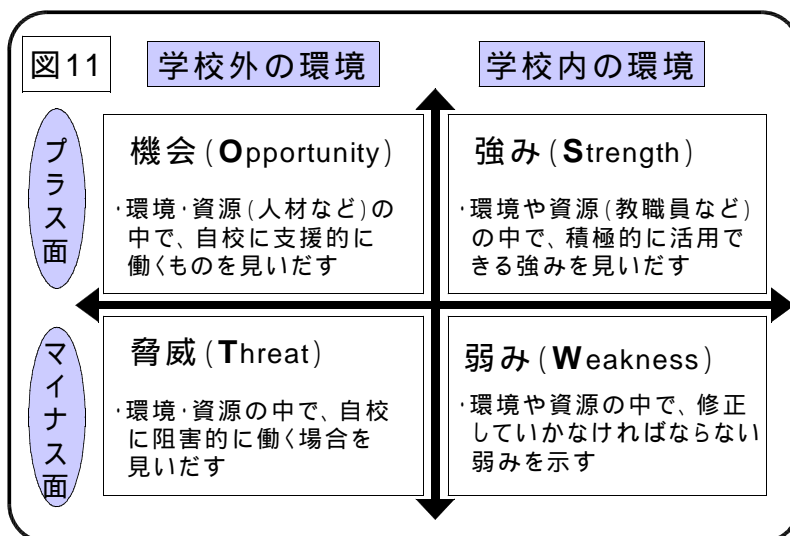 図11
学校外の環境
学校内の環境
プラス面
機会(Opportunity)
・環境・資源(人材など)の
中で、自校に支援的に
働くものを見いだす
強み(Strength)
・環境や資源(教職員など)
の中で、積極的に活用で
きる強みを見いだす
マイナス面
脅威(Threat)
・環境・資源の中で、自校
に阻害的に働く場合を
見いだす
弱み(Weakness)
・環境や資源の中で、修正
していかなければならない
弱みを示す